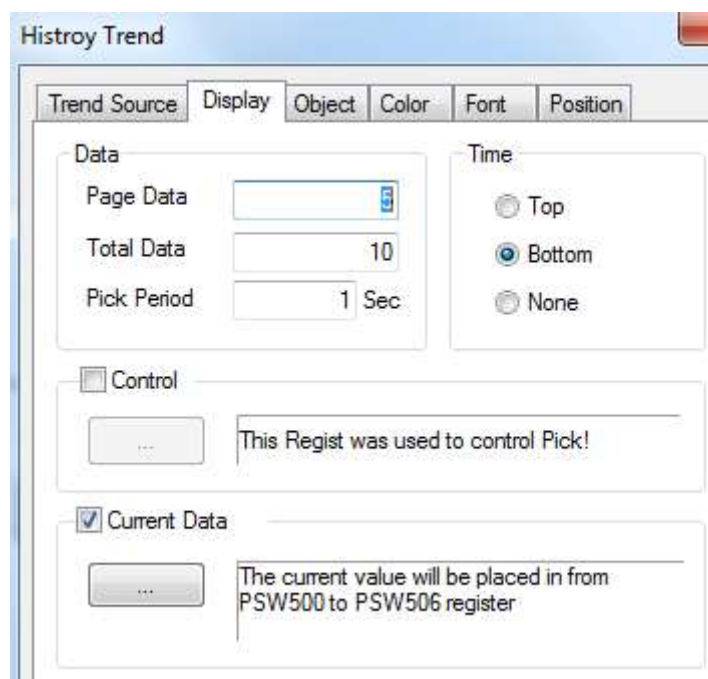 Histroy Trend
Trend Source Display Object Color Font Position
Data
Page Data 5
Total Data 10
Pick Period 1 Sec
Time
Top
Bottom
None
Control
...
This Regist was used to control Pick!
Current Data
...
The current value will be placed in from
PSW500 to PSW506 register